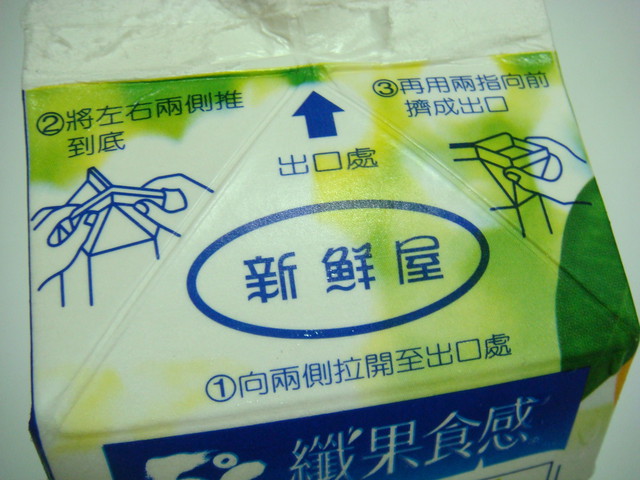 ②將左右兩側推
到底
③再用兩指向前
擠成出口
出口處
新鮮屋
①向兩側拉開至出口處
纖果食感